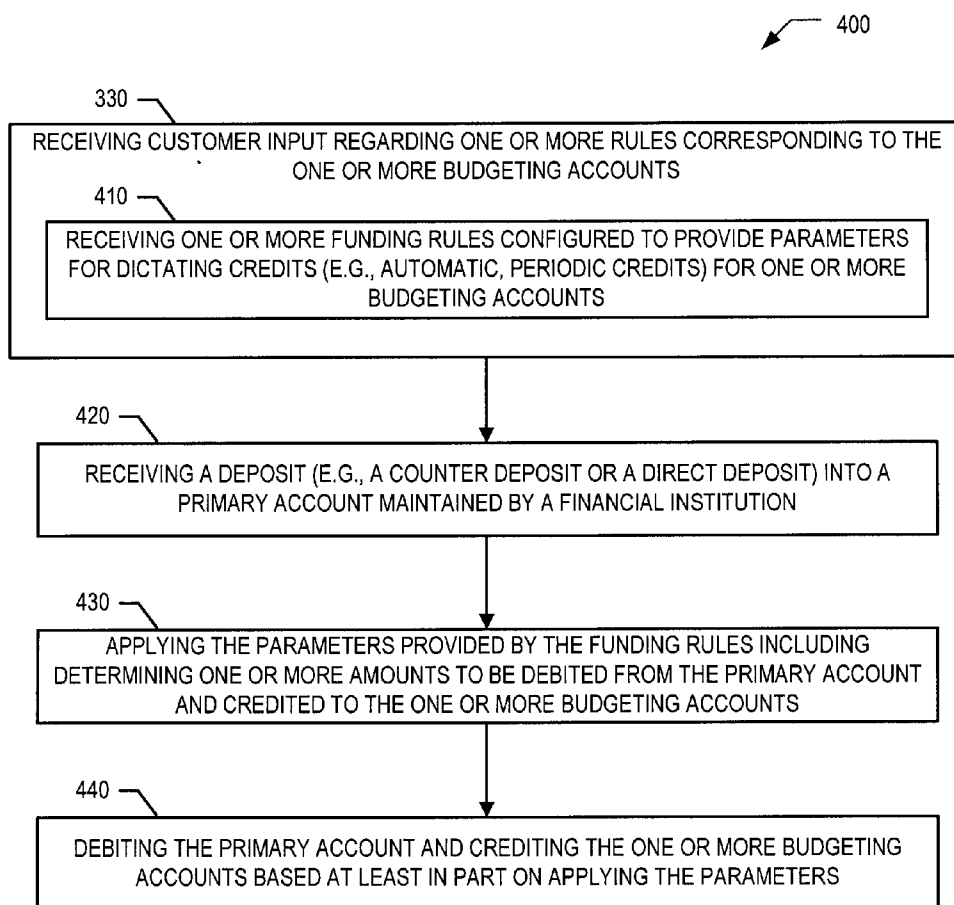 400
330
RECEIVING CUSTOMER INPUT REGARDING ONE OR MORE RULES CORRESPONDING TO THE
ONE OR MORE BUDGETING ACCOUNTS
410
RECEIVING ONE OR MORE FUNDING RULES CONFIGURED TO PROVIDE PARAMETERS
FOR DICTATING CREDITS (E.G., AUTOMATIC, PERIODIC CREDITS) FOR ONE OR MORE
BUDGETING ACCOUNTS
420
RECEIVING A DEPOSIT (E.G., A COUNTER DEPOSIT OR A DIRECT DEPOSIT) INTO A
PRIMARY ACCOUNT MAINTAINED BY A FINANCIAL INSTITUTION
430
APPLYING THE PARAMETERS PROVIDED BY THE FUNDING RULES INCLUDING
DETERMINING ONE OR MORE AMOUNTS TO BE DEBITED FROM THE PRIMARY ACCOUNT
AND CREDITED TO THE ONE OR MORE BUDGETING ACCOUNTS.
440
DEBITING THE PRIMARY ACCOUNT AND CREDITING THE ONE OR MORE BUDGETING
ACCOUNTS BASED AT LEAST IN PART ON APPLYING THE PARAMETERS